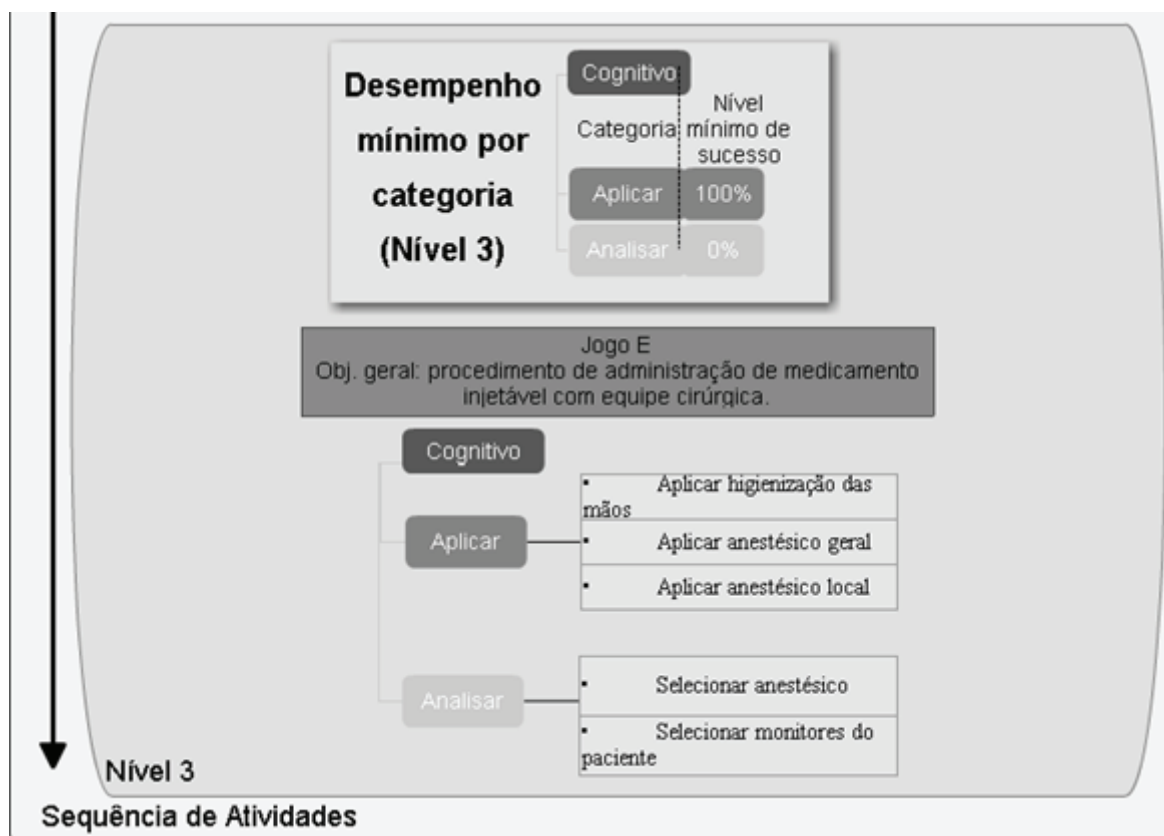 Desempenho
mínimo por
categoria
(Nível 3)
Cognitivo
Categoria
Nível
mínimo de
sucesso
Aplicar 100%
Analisar 0%
Jogo E
Obj. geral: procedimento de administração de medicamento
injetável com equipe cirúrgica.
Cognitivo
Aplicar
▪ Aplicar higienização das
mãos
▪ Aplicar anestésico geral
▪ Aplicar anestésico local
Analisar
▪ Selecionar anestésico
▪ Selecionar monitores do
paciente
Nível 3
Sequência de Atividades